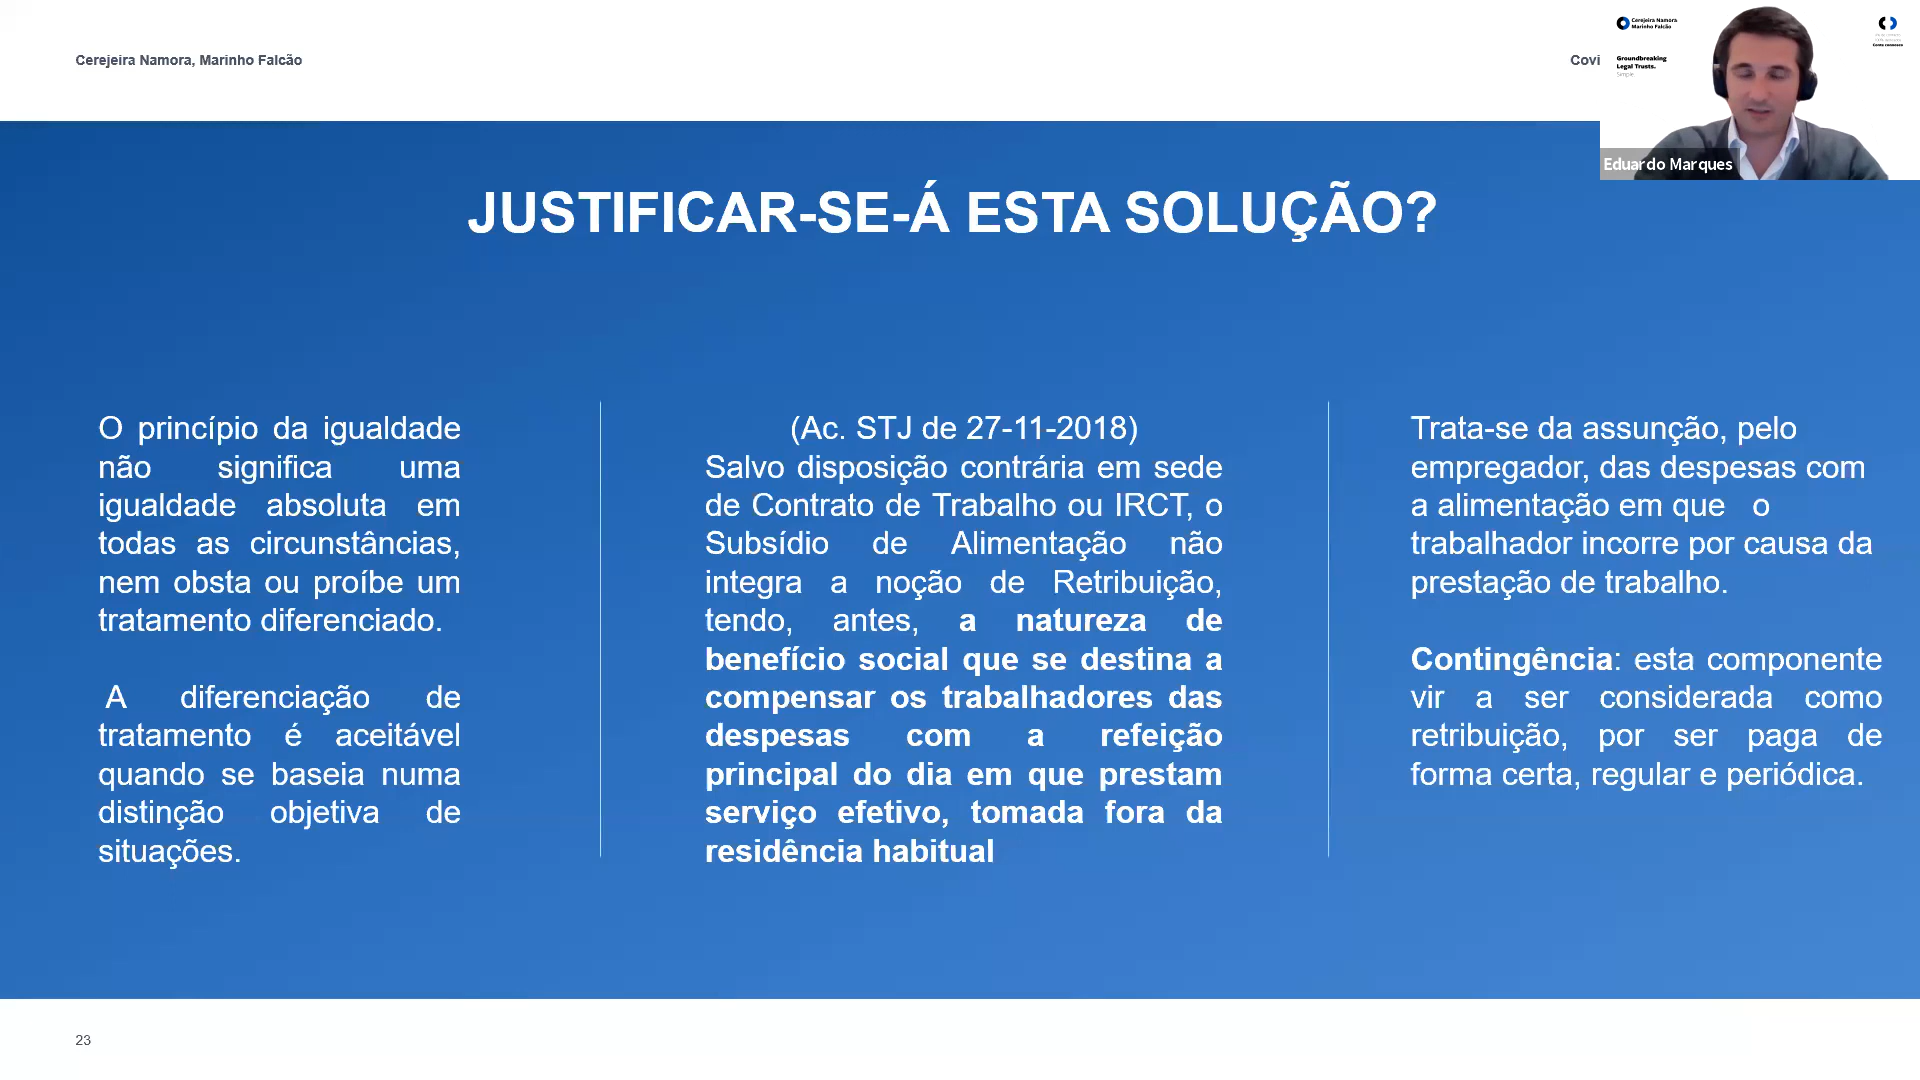 Cerejeira Namora, Marinho Falcão
Covi
Cerejeira Namora
Marinho Falcão
Groundbreaking
Legal Trusts.
Simple
Eduardo Marques
JUSTIFICAR-SE-Á ESTA SOLUÇÃO?
O princípio da igualdade
não significa uma
igualdade absoluta em
todas as circunstâncias,
nem obsta ou proíbe um
tratamento diferenciado.
A diferenciação de
tratamento é aceitável
quando se baseia numa
distinção objetiva de
situações.
(Ac. STJ de 27-11-2018)
Salvo disposição contrária em sede
de Contrato de Trabalho ou IRCT, o
Subsídio de Alimentação não
integra a noção de Retribuição,
tendo, antes, a natureza de
benefício social que se destina a
compensar os trabalhadores das
despesas com a refeição
principal do dia em que prestam
serviço efetivo, tomada fora da
residência habitual
Trata-se da assunção, pelo
empregador, das despesas com
a alimentação em que o
trabalhador incorre por causa da
prestação de trabalho.
Contingência: esta componente
vir a ser considerada como
retribuição, por ser paga de
forma certa, regular e periódica.
23